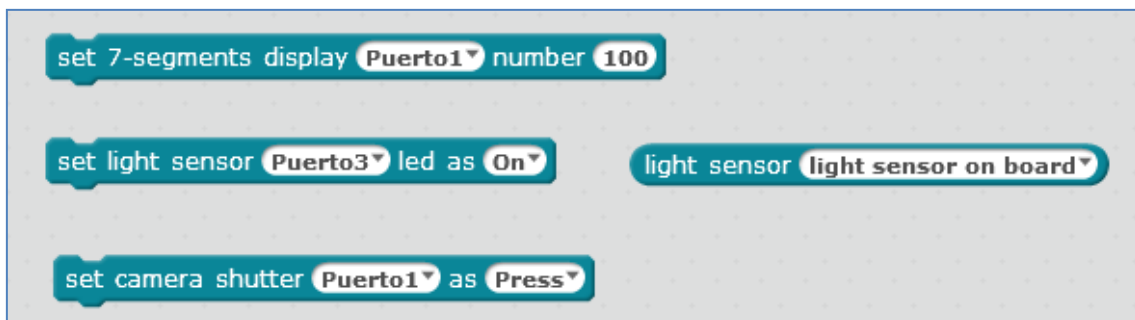 set 7-segments display Puerto1 number 100
set light sensor Puerto3 led as On
light sensor light sensor on board
set camera shutter Puerto1 as Press